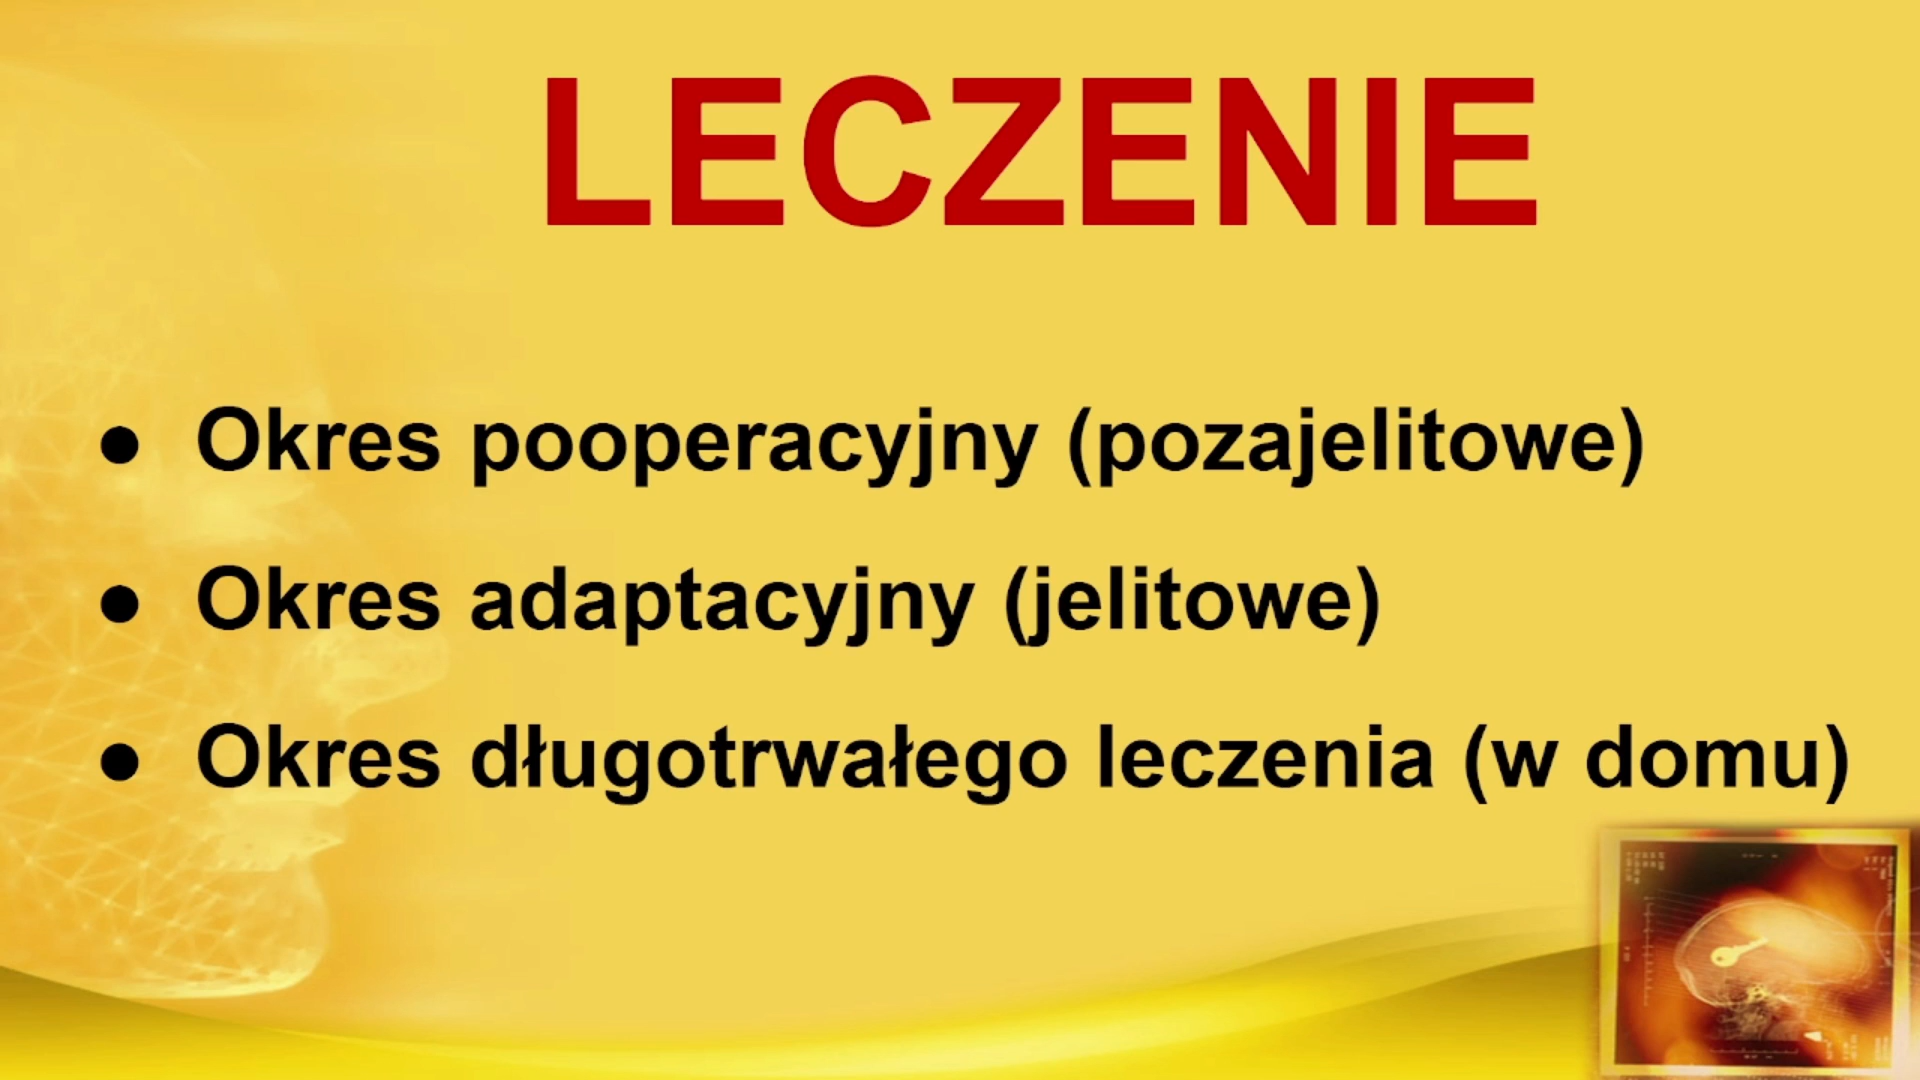 LECZENIE
● Okres pooperacyjny (pozajelitowe)
● Okres adaptacyjny (jelitowe)
● Okres długotrwałego leczenia (w domu)